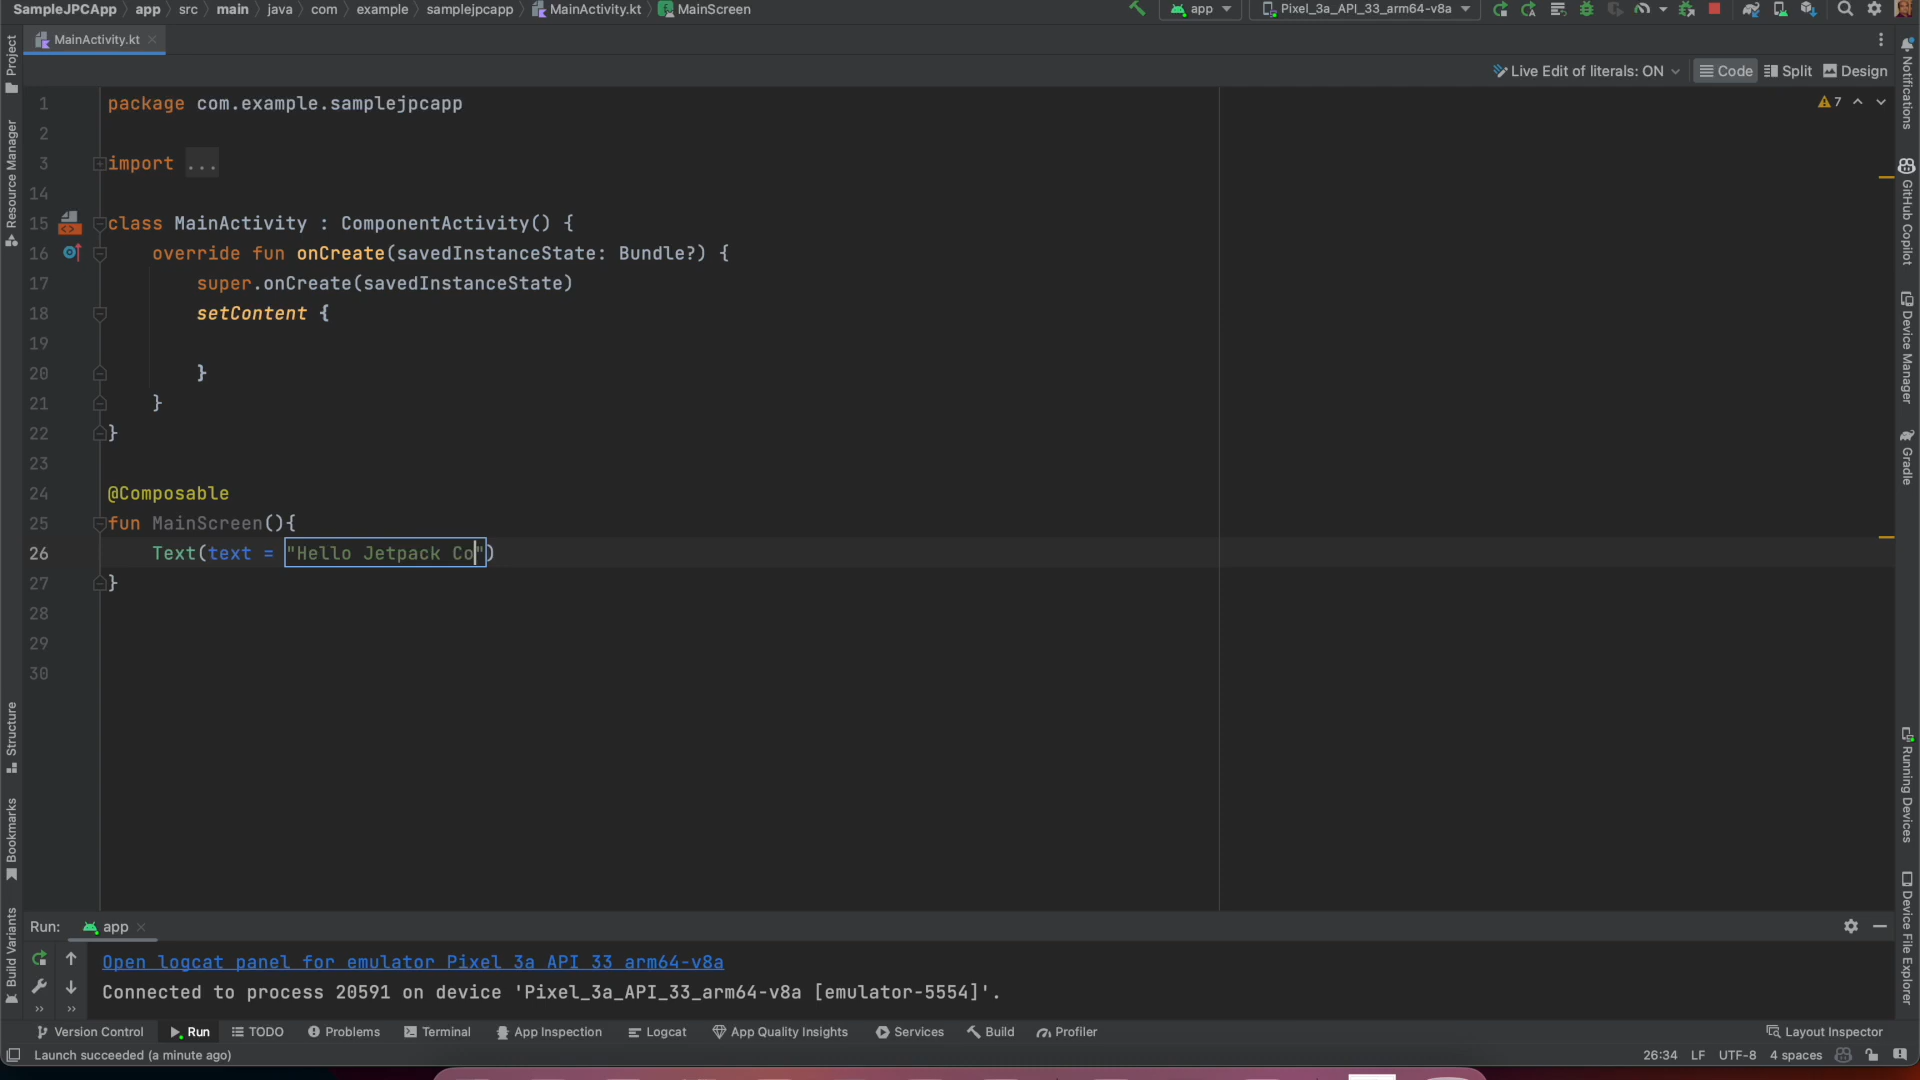 SampleJPCApp › app › src › main › java › com › example › samplejpcapp › MainActivity.kt › MainScreen
app
Pixel_3a_API_33_arm64-v8a
MainActivity.kt
Live Edit of literals: ON
Code
Split
Design
7
1 package com.example.samplejpcapp
2
3 import ...
14
15 class MainActivity : ComponentActivity() {
16 override fun onCreate(savedInstanceState: Bundle?) {
17 super.onCreate(savedInstanceState)
18 setContent {
19
20 }
21 }
22 }
23
24 @Composable
25 fun MainScreen(){
26 Text(text = "Hello Jetpack Co")
27 }
28
29
30
Project
Resource Manager
Structure
Bookmarks
Build Variants
Notifications
GitHub Copilot
Device Manager
Gradle
Running Devices
Device File Explorer
Run: app
Open logcat panel for emulator Pixel 3a API 33 arm64-v8a
Connected to process 20591 on device 'Pixel_3a_API_33_arm64-v8a [emulator-5554]'.
Version Control Run TODO Problems Terminal App Inspection Logcat App Quality Insights Services Build Profiler Layout Inspector
Launch succeeded (a minute ago) 26:34 LF UTF-8 4 spaces